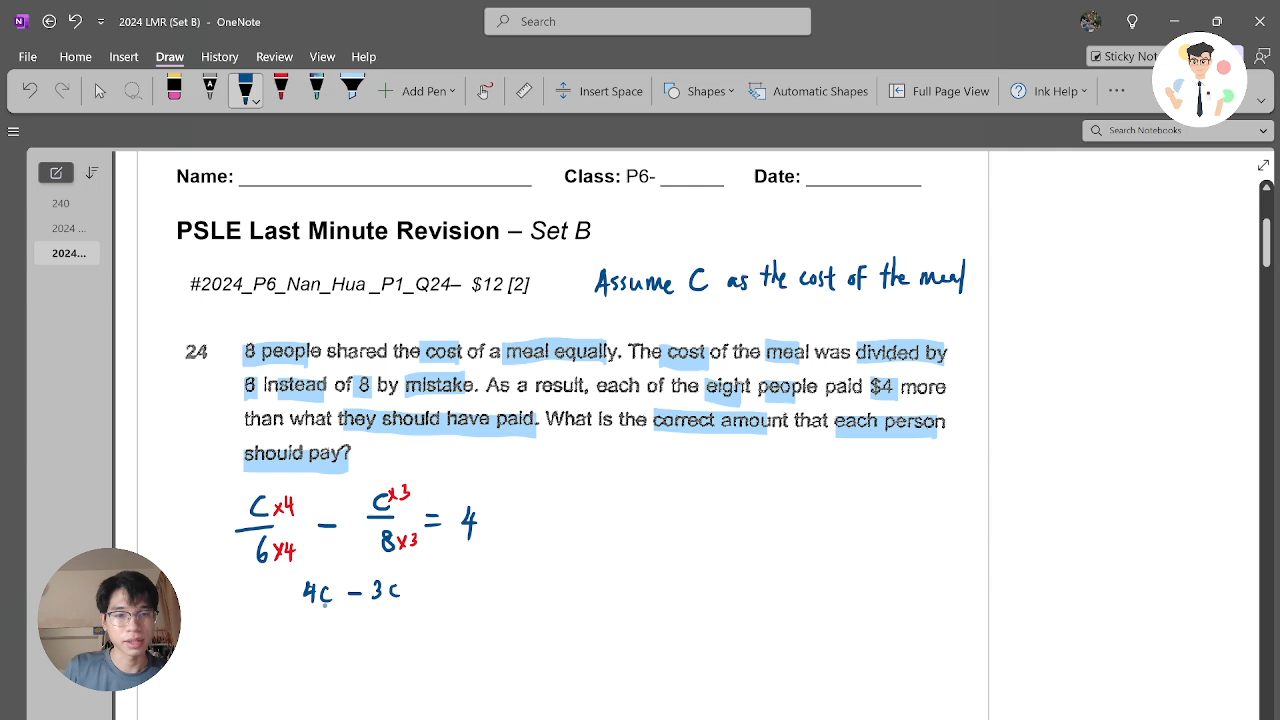 2024 LMR (Set B) - OneNote
Search
File Home Insert Draw History Review View Help
Sticky Note
Add Pen Insert Space Shapes Automatic Shapes Full Page View Ink Help
Search Notebooks
240
2024 ...
2024...
Name: Class: P6- Date:
PSLE Last Minute Revision – Set B
#2024_P6_Nan_Hua _P1_Q24– $12 [2]
Assume C as the cost of the meal
24 8 people shared the cost of a meal equally. The cost of the meal was divided by
6 instead of 8 by mistake. As a result, each of the eight people paid $4 more
than what they should have paid. What is the correct amount that each person
should pay?
C×4 / 6×4 − C×3 / 8×3 = 4
4C − 3C